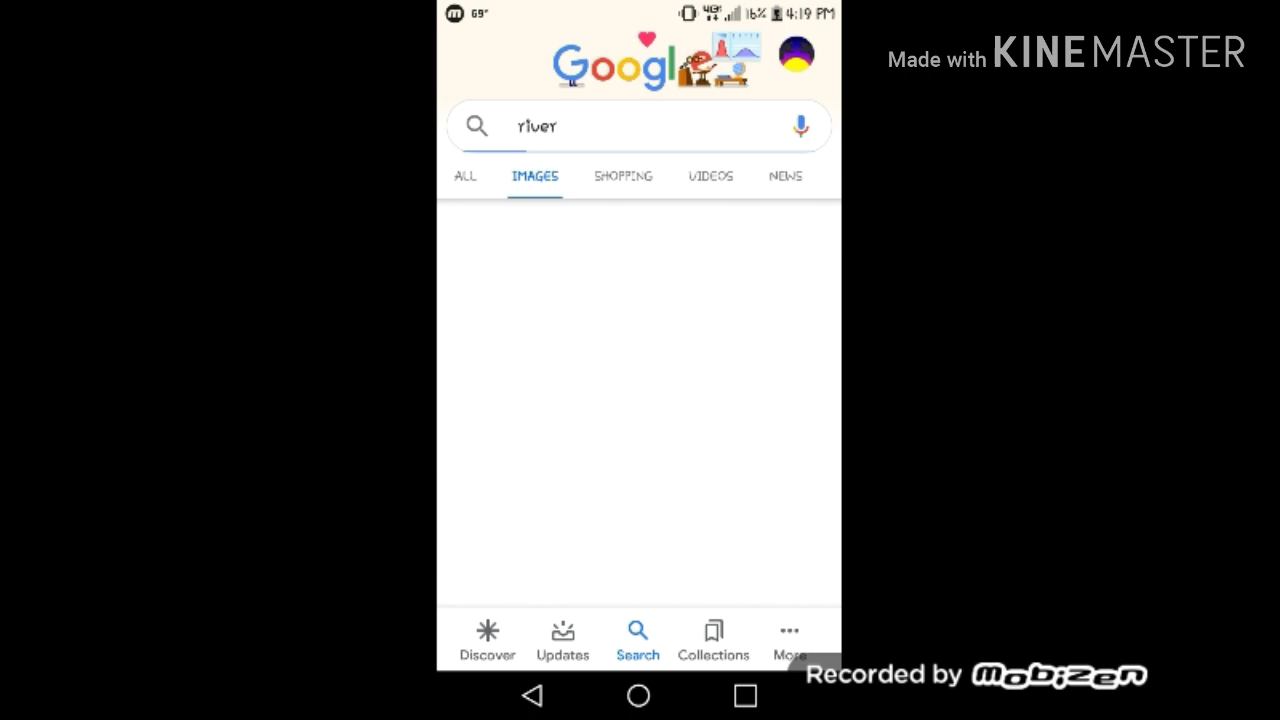 69°
4G 16% 4:19 PM
Made with KINEMASTER
Google
river
ALL IMAGES SHOPPING VIDEOS NEWS
Discover Updates Search Collections More
Recorded by mobizen